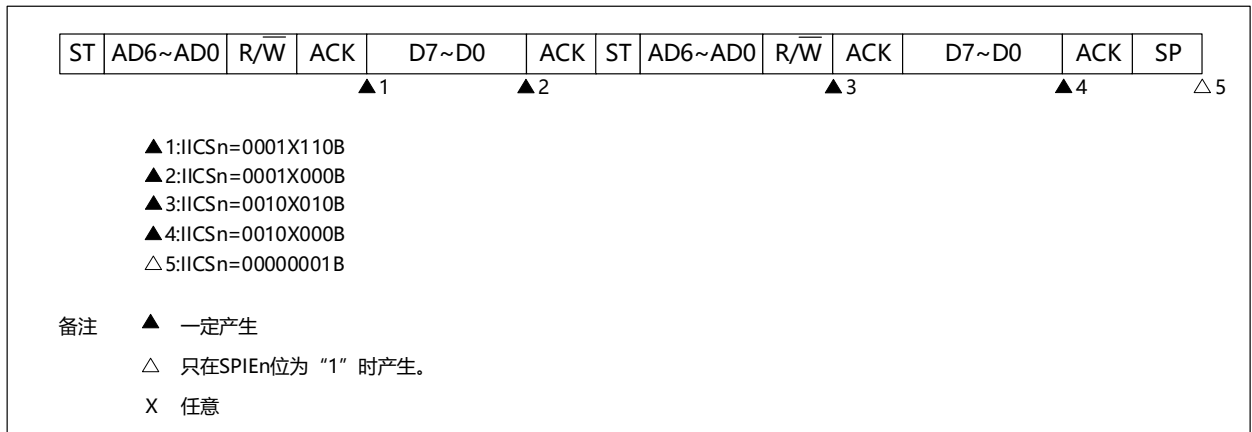 ST AD6~AD0 R/W̅ ACK D7~D0 ACK ST AD6~AD0 R/W̅ ACK D7~D0 ACK SP
▲1 ▲2 ▲3 ▲4 △5
▲1:IICSn=0001X110B
▲2:IICSn=0001X000B
▲3:IICSn=0010X010B
▲4:IICSn=0010X000B
△5:IICSn=00000001B
备注 ▲ 一定产生
△ 只在SPIEn位为“1”时产生。
X 任意